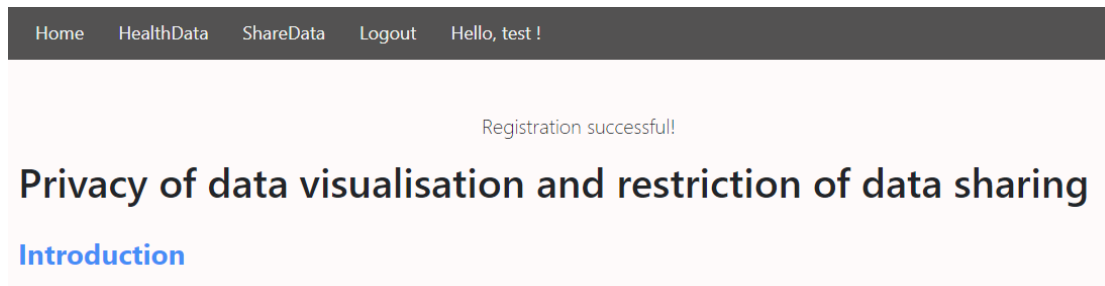 Home HealthData ShareData Logout Hello, test !
Registration successful!
Privacy of data visualisation and restriction of data sharing
Introduction